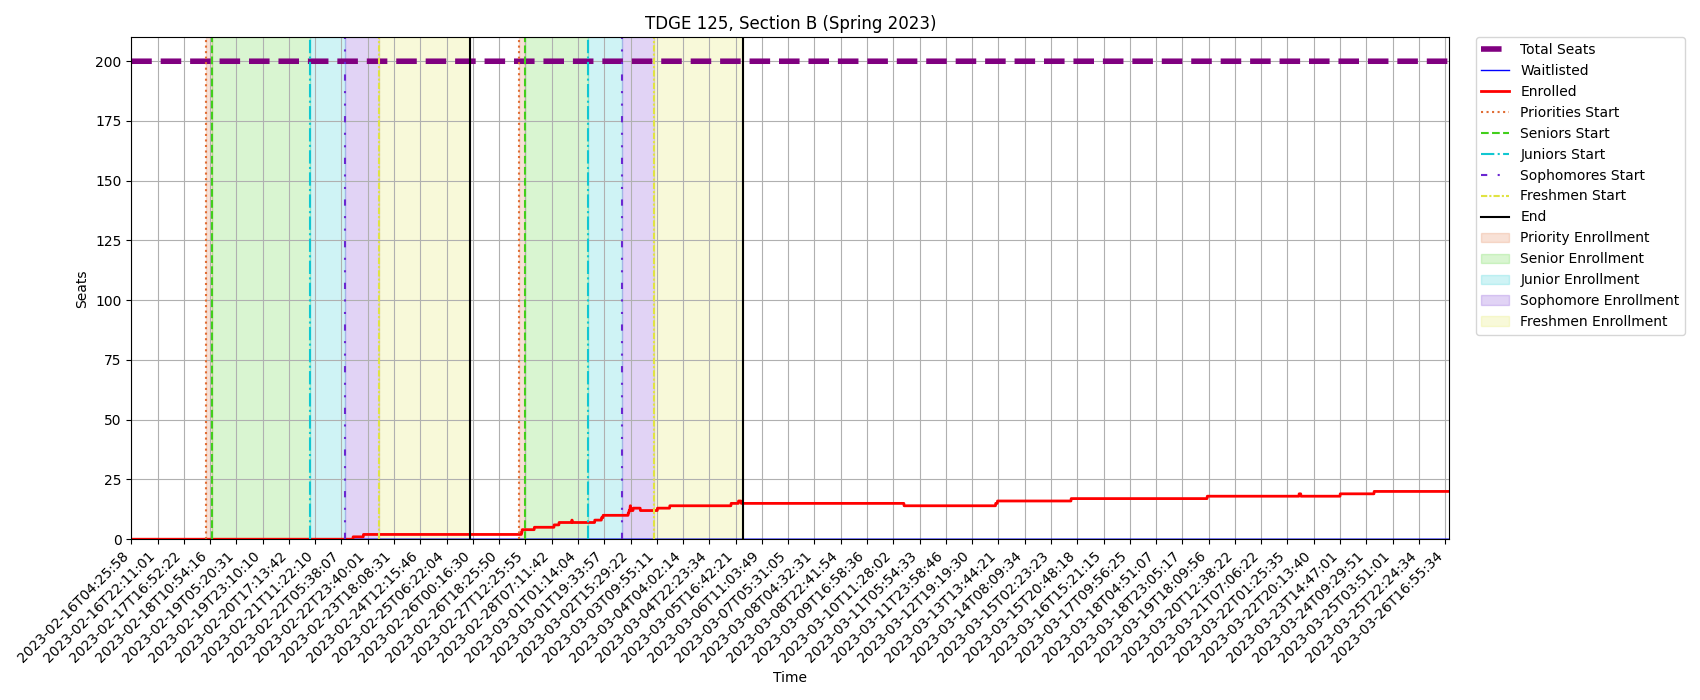 TDGE 125, Section B (Spring 2023)
Total Seats
Waitlisted
Enrolled
Priorities Start
Seniors Start
Juniors Start
Sophomores Start
Freshmen Start
End
Priority Enrollment
Senior Enrollment
Junior Enrollment
Sophomore Enrollment
Freshmen Enrollment
Seats
200
175
150
125
100
75
50
25
0
2023-02-16T04:25:58
2023-02-16T22:11:01
2023-02-17T16:52:22
2023-02-18T10:54:16
2023-02-19T05:20:31
2023-02-19T23:10:10
2023-02-20T17:13:42
2023-02-21T11:22:10
2023-02-22T05:38:07
2023-02-22T23:40:01
2023-02-23T18:08:31
2023-02-24T12:15:46
2023-02-25T06:22:04
2023-02-26T00:16:30
2023-02-26T18:25:50
2023-02-27T12:25:55
2023-02-28T07:11:42
2023-03-01T01:14:04
2023-03-01T19:33:57
2023-03-02T15:29:22
2023-03-03T09:55:11
2023-03-04T04:02:14
2023-03-04T22:23:34
2023-03-05T16:42:21
2023-03-06T11:03:49
2023-03-07T05:31:05
2023-03-08T04:32:31
2023-03-08T22:41:54
2023-03-09T16:58:36
2023-03-10T11:28:02
2023-03-11T05:54:33
2023-03-11T23:58:46
2023-03-12T19:19:30
2023-03-13T13:44:21
2023-03-14T08:09:34
2023-03-15T02:23:23
2023-03-15T20:48:18
2023-03-16T15:21:15
2023-03-17T09:56:25
2023-03-18T04:51:07
2023-03-18T23:05:17
2023-03-19T18:09:56
2023-03-20T12:38:22
2023-03-21T07:06:22
2023-03-22T01:25:35
2023-03-22T20:13:40
2023-03-23T14:47:01
2023-03-24T09:29:51
2023-03-25T03:51:01
2023-03-25T22:24:34
2023-03-26T16:55:34
Time